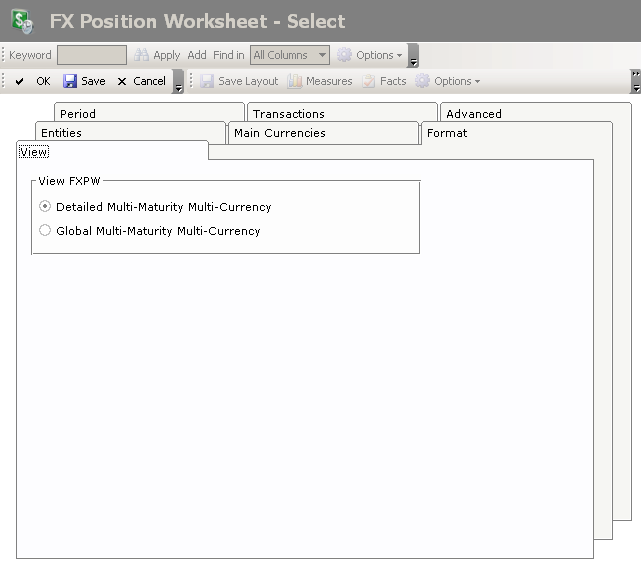 FX Position Worksheet - Select
Keyword Apply Add Find in All Columns Options
OK Save Cancel Save Layout Measures Facts Options
Period Transactions Advanced
Entities Main Currencies Format
View
View FXPW
Detailed Multi-Maturity Multi-Currency
Global Multi-Maturity Multi-Currency